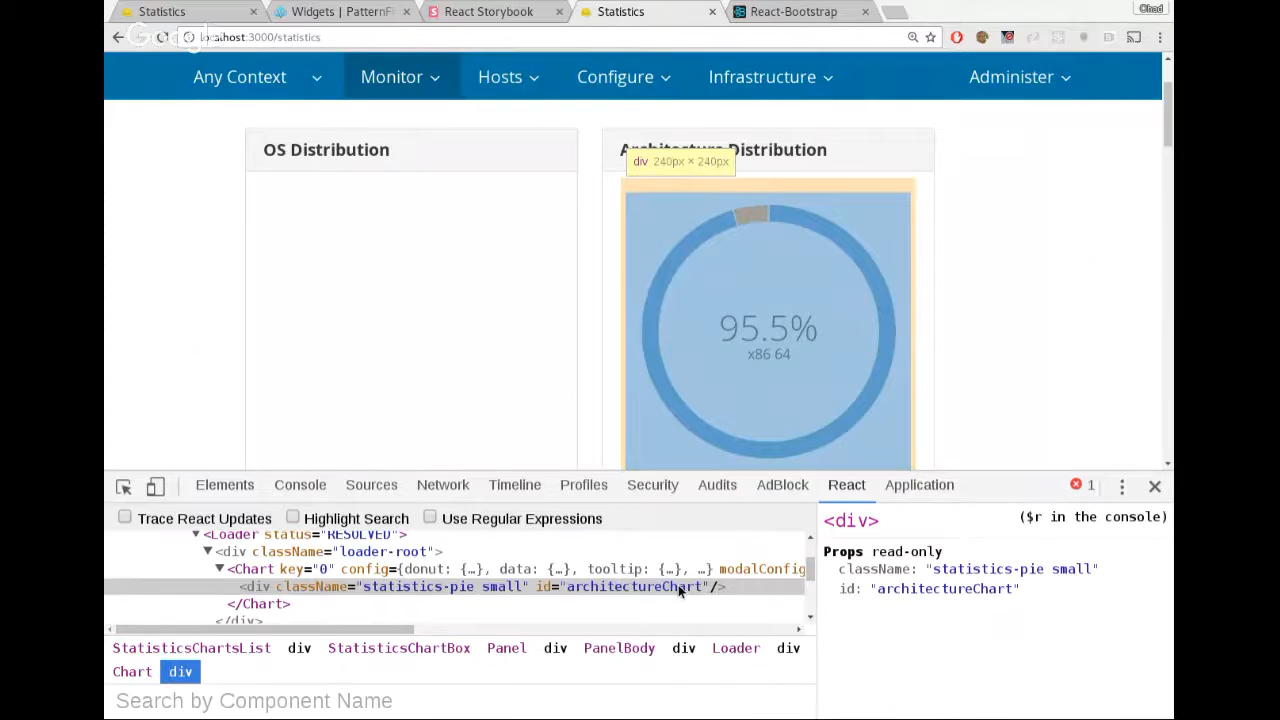 Statistics
Widgets | PatternFl
React Storybook
Statistics
React-Bootstrap
Chad
localhost:3000/statistics
Any Context
Monitor
Hosts
Configure
Infrastructure
Administer
OS Distribution
Architecture Distribution
div 240px × 240px
95.5%
x86 64
Elements
Console
Sources
Network
Timeline
Profiles
Security
Audits
AdBlock
React
Application
1
Trace React Updates
Highlight Search
Use Regular Expressions
<Loader status="RESOLVED">
<div className="loader-root">
<Chart key="0" config={donut: {…}, data: {…}, tooltip: {…}, …} modalConfig
<div className="statistics-pie small" id="architectureChart"/>
</Chart>
</div>
<div>
($r in the console)
Props read-only
className: "statistics-pie small"
id: "architectureChart"
StatisticsChartsList div StatisticsChartBox Panel div PanelBody div Loader div
Chart div
Search by Component Name